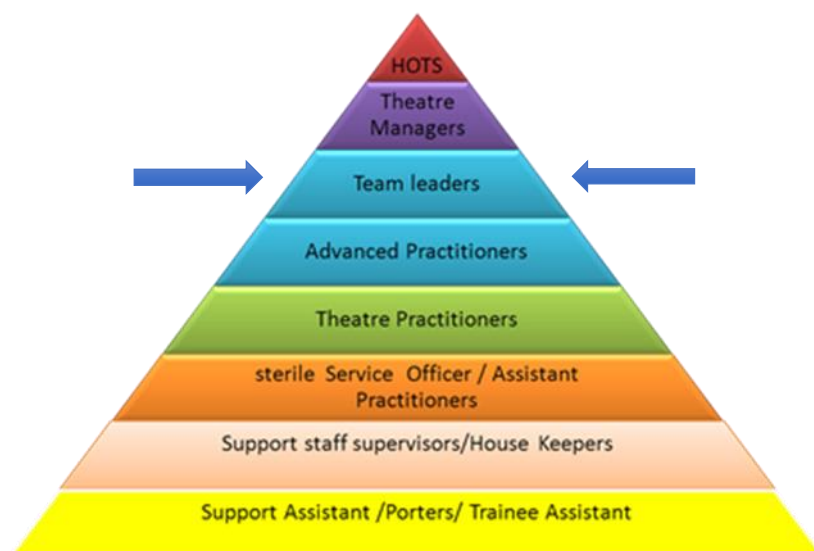 HOTS
Theatre
Managers
Team leaders
Advanced Practitioners
Theatre Practitioners
sterile Service Officer / Assistant
Practitioners
Support staff supervisors/House Keepers
Support Assistant /Porters/ Trainee Assistant